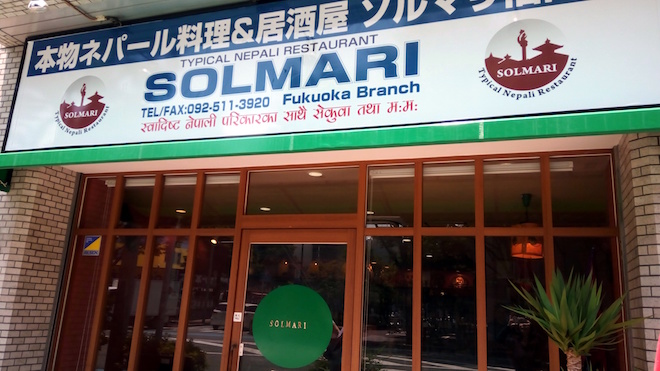 本物ネパール料理&居酒屋 ソルマリ
TYPICAL NEPALI RESTAURANT
SOLMARI
TEL/FAX:092-511-3920 Fukuoka Branch
स्वादिष्ट नेपाली परिकारका साथै सेकुवा तथा म:म:
SOLMARI
Typical Nepali Restaurant
SOLMARI
Typical Nepali Restaurant
SOLMARI